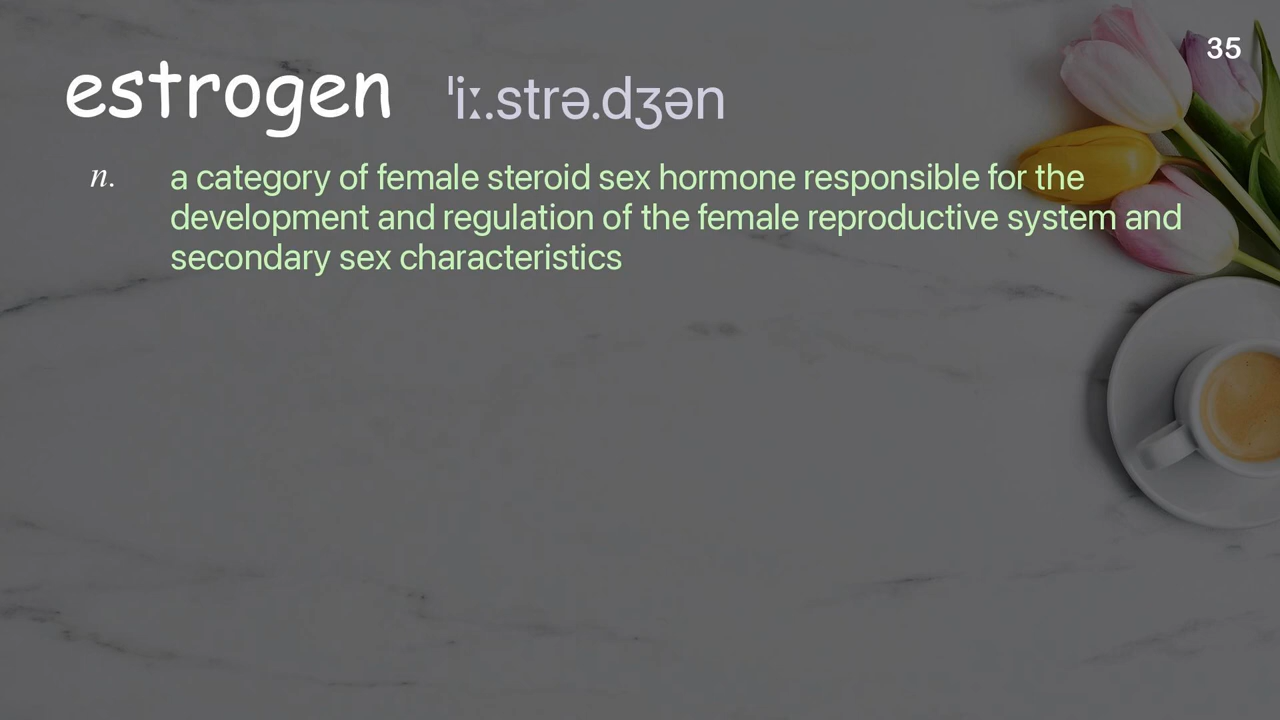 35
estrogen ˈiː.strə.dʒən
n. a category of female steroid sex hormone responsible for the
development and regulation of the female reproductive system and
secondary sex characteristics